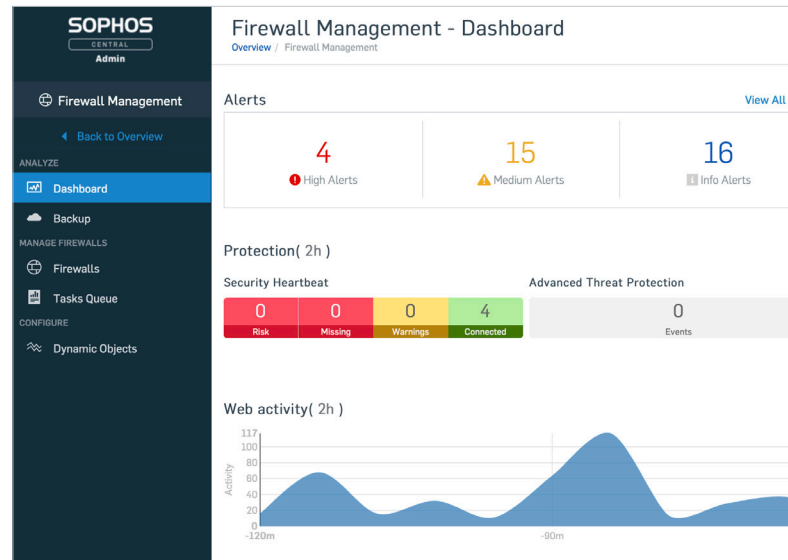 SOPHOS
CENTRAL
Admin
Firewall Management
Back to Overview
ANALYZE
Dashboard
Backup
MANAGE FIREWALLS
Firewalls
Tasks Queue
CONFIGURE
Dynamic Objects
Firewall Management - Dashboard
Overview / Firewall Management
Alerts View All
4 15 16
High Alerts Medium Alerts Info Alerts
Protection( 2h )
Security Heartbeat Advanced Threat Protection
0 0 0 4 0
Risk Missing Warnings Connected Events
Web activity( 2h )
117
100
80
60
40
20
0
Activity
-120m -90m